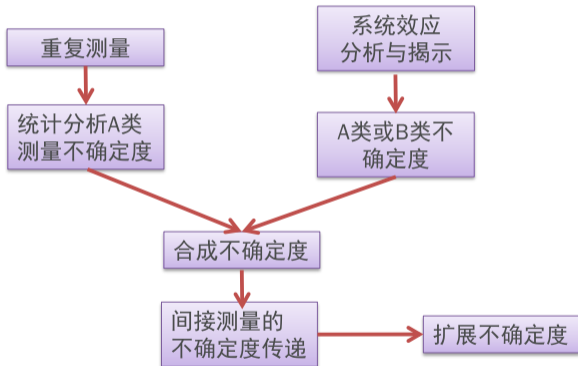 重复测量
系统效应
分析与揭示
统计分析A类
测量不确定度
A类或B类不
确定度
合成不确定度
间接测量的
不确定度传递
扩展不确定度